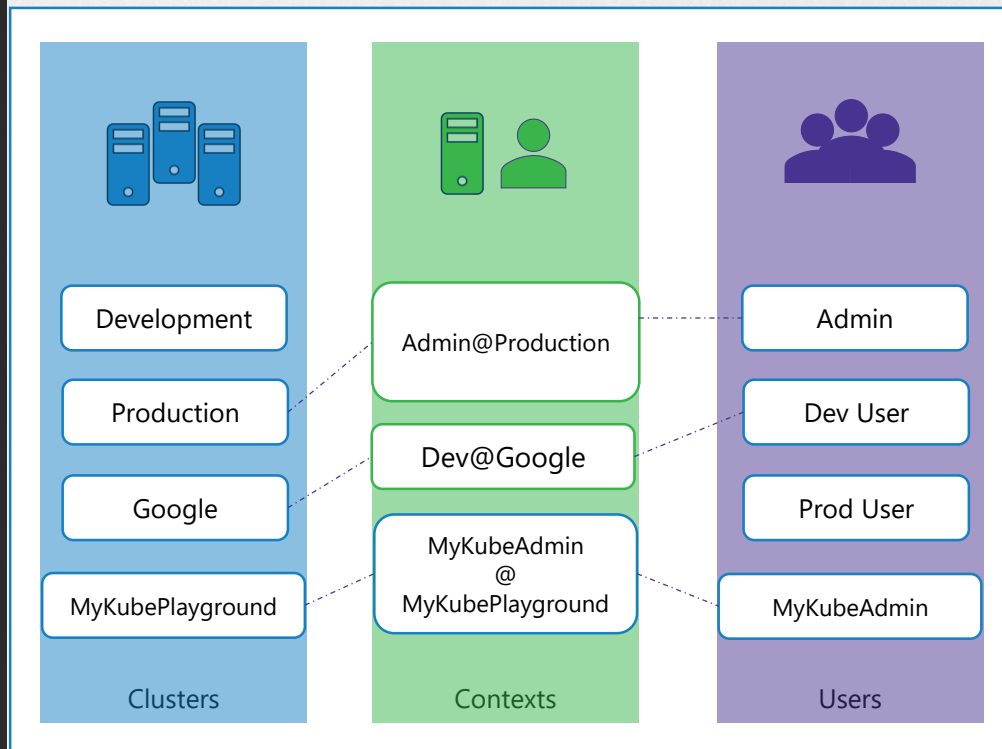 Development
Production
Google
MyKubePlayground
Clusters
Admin@Production
Dev@Google
MyKubeAdmin
@
MyKubePlayground
Contexts
Admin
Dev User
Prod User
MyKubeAdmin
Users